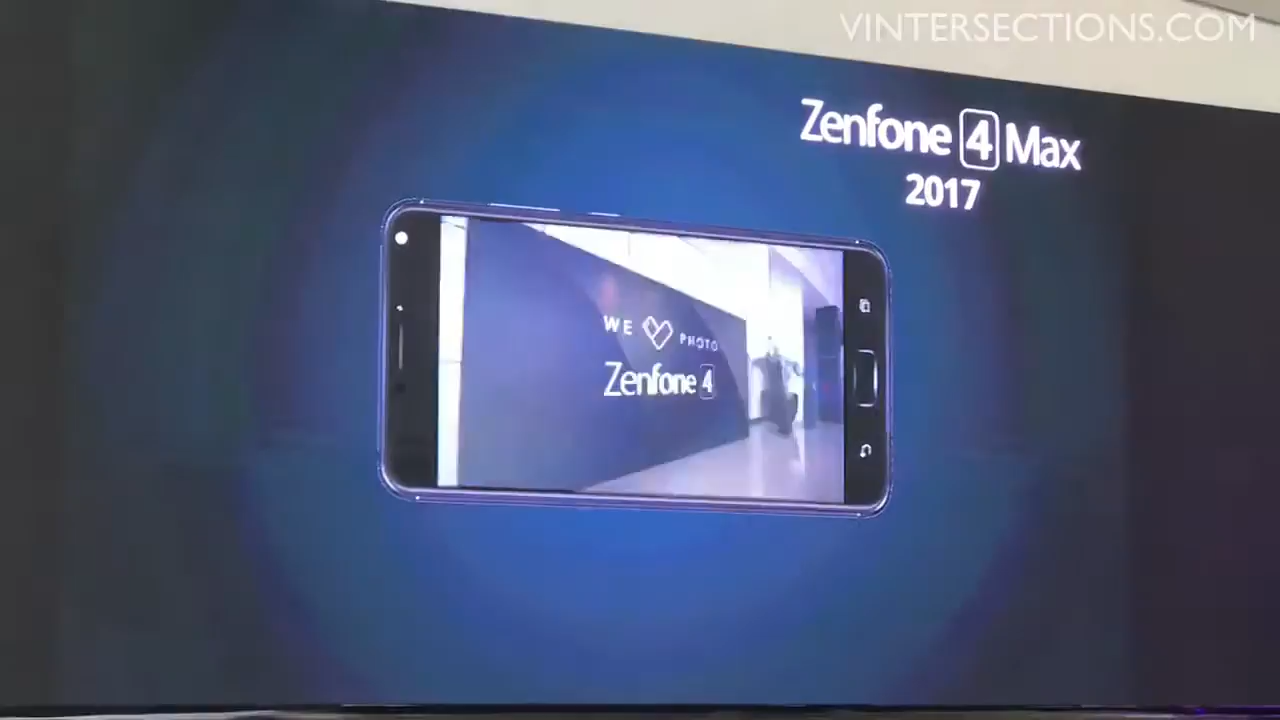 VINTERSECTIONS.COM
Zenfone 4 Max
2017
WE PHOTO
Zenfone 4